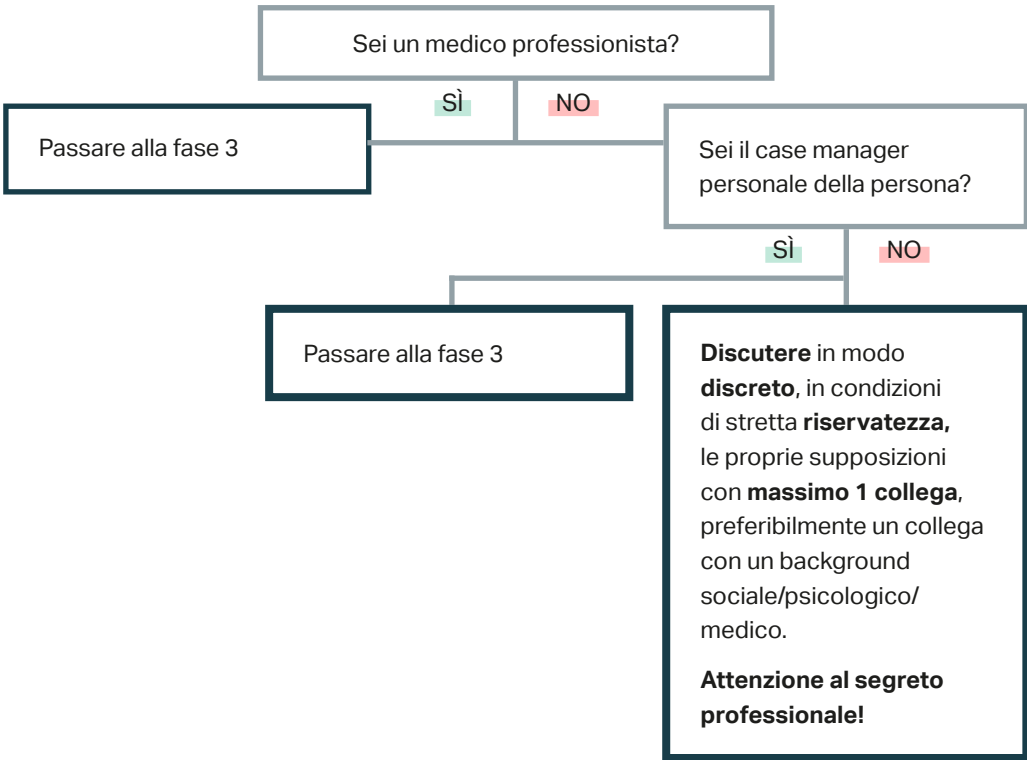 Sei un medico professionista?
SÌ
NO
Passare alla fase 3
Sei il case manager
personale della persona?
SÌ
NO
Passare alla fase 3
Discutere in modo
discreto, in condizioni
di stretta riservatezza,
le proprie supposizioni
con massimo 1 collega,
preferibilmente un collega
con un background
sociale/psicologico/
medico.
Attenzione al segreto
professionale!